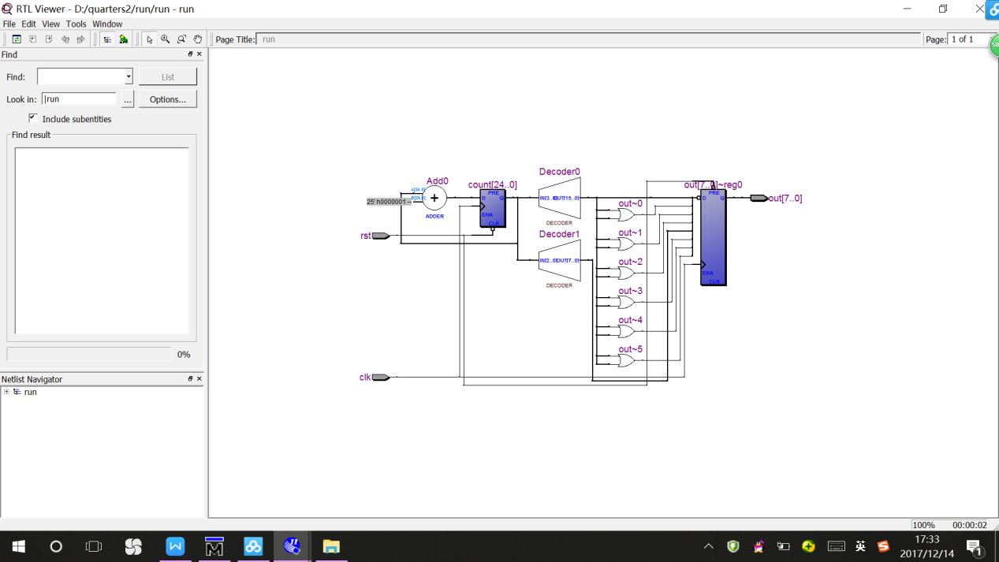 RTL Viewer - D:/quarters2/run/run - run
File Edit View Tools Window
Page Title: run
Page: 1 of 1
Find
Find:
List
Look in: |run
...
Options...
Include subentities
Find result
0%
Netlist Navigator
run
Decoder0
Add0
count[24..0]
out[7..0]~reg0
A[24..0]
B[24..0]
+
25' h0000001 --
ADDER
D
PRE
Q
ENA
CLR
IN[3..0]
OUT[15..0]
DECODER
out~0
D
PRE
Q
out[7..0]
rst
Decoder1
out~1
IN[2..0]
OUT[7..0]
DECODER
out~2
ENA
CLR
out~3
out~4
out~5
clk
100%
00:00:02
英
17:33
2017/12/14
1